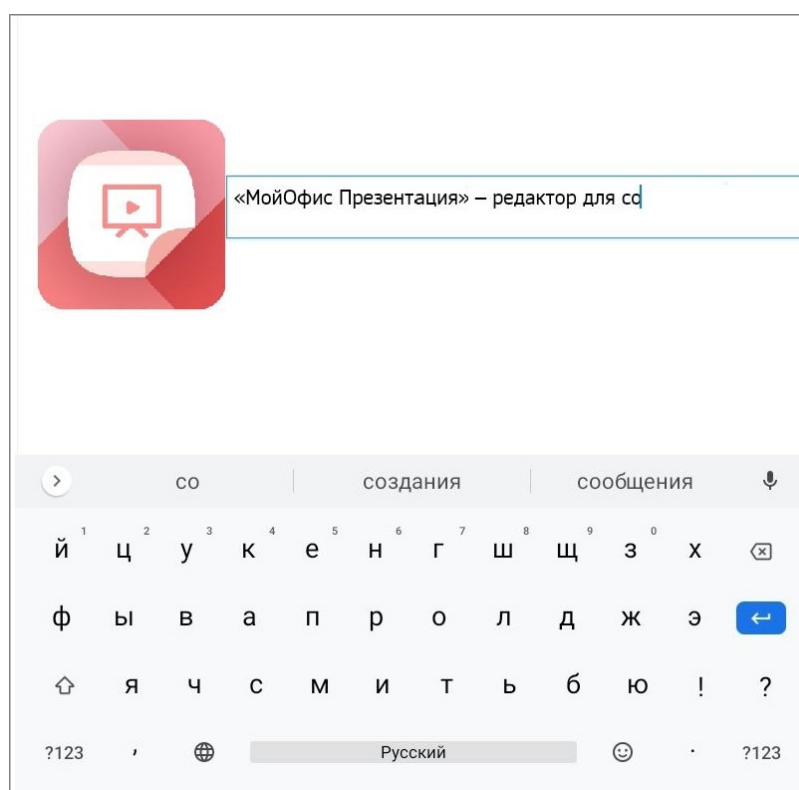 «МойОфис Презентация» – редактор для со
со создания сообщения
й 1 ц 2 у 3 к 4 е 5 н 6 г 7 ш 8 щ 9 з 0 х
ф ы в а п р о л д ж э
я ч с м и т ь б ю ! ?
?123 , Русский . ?123